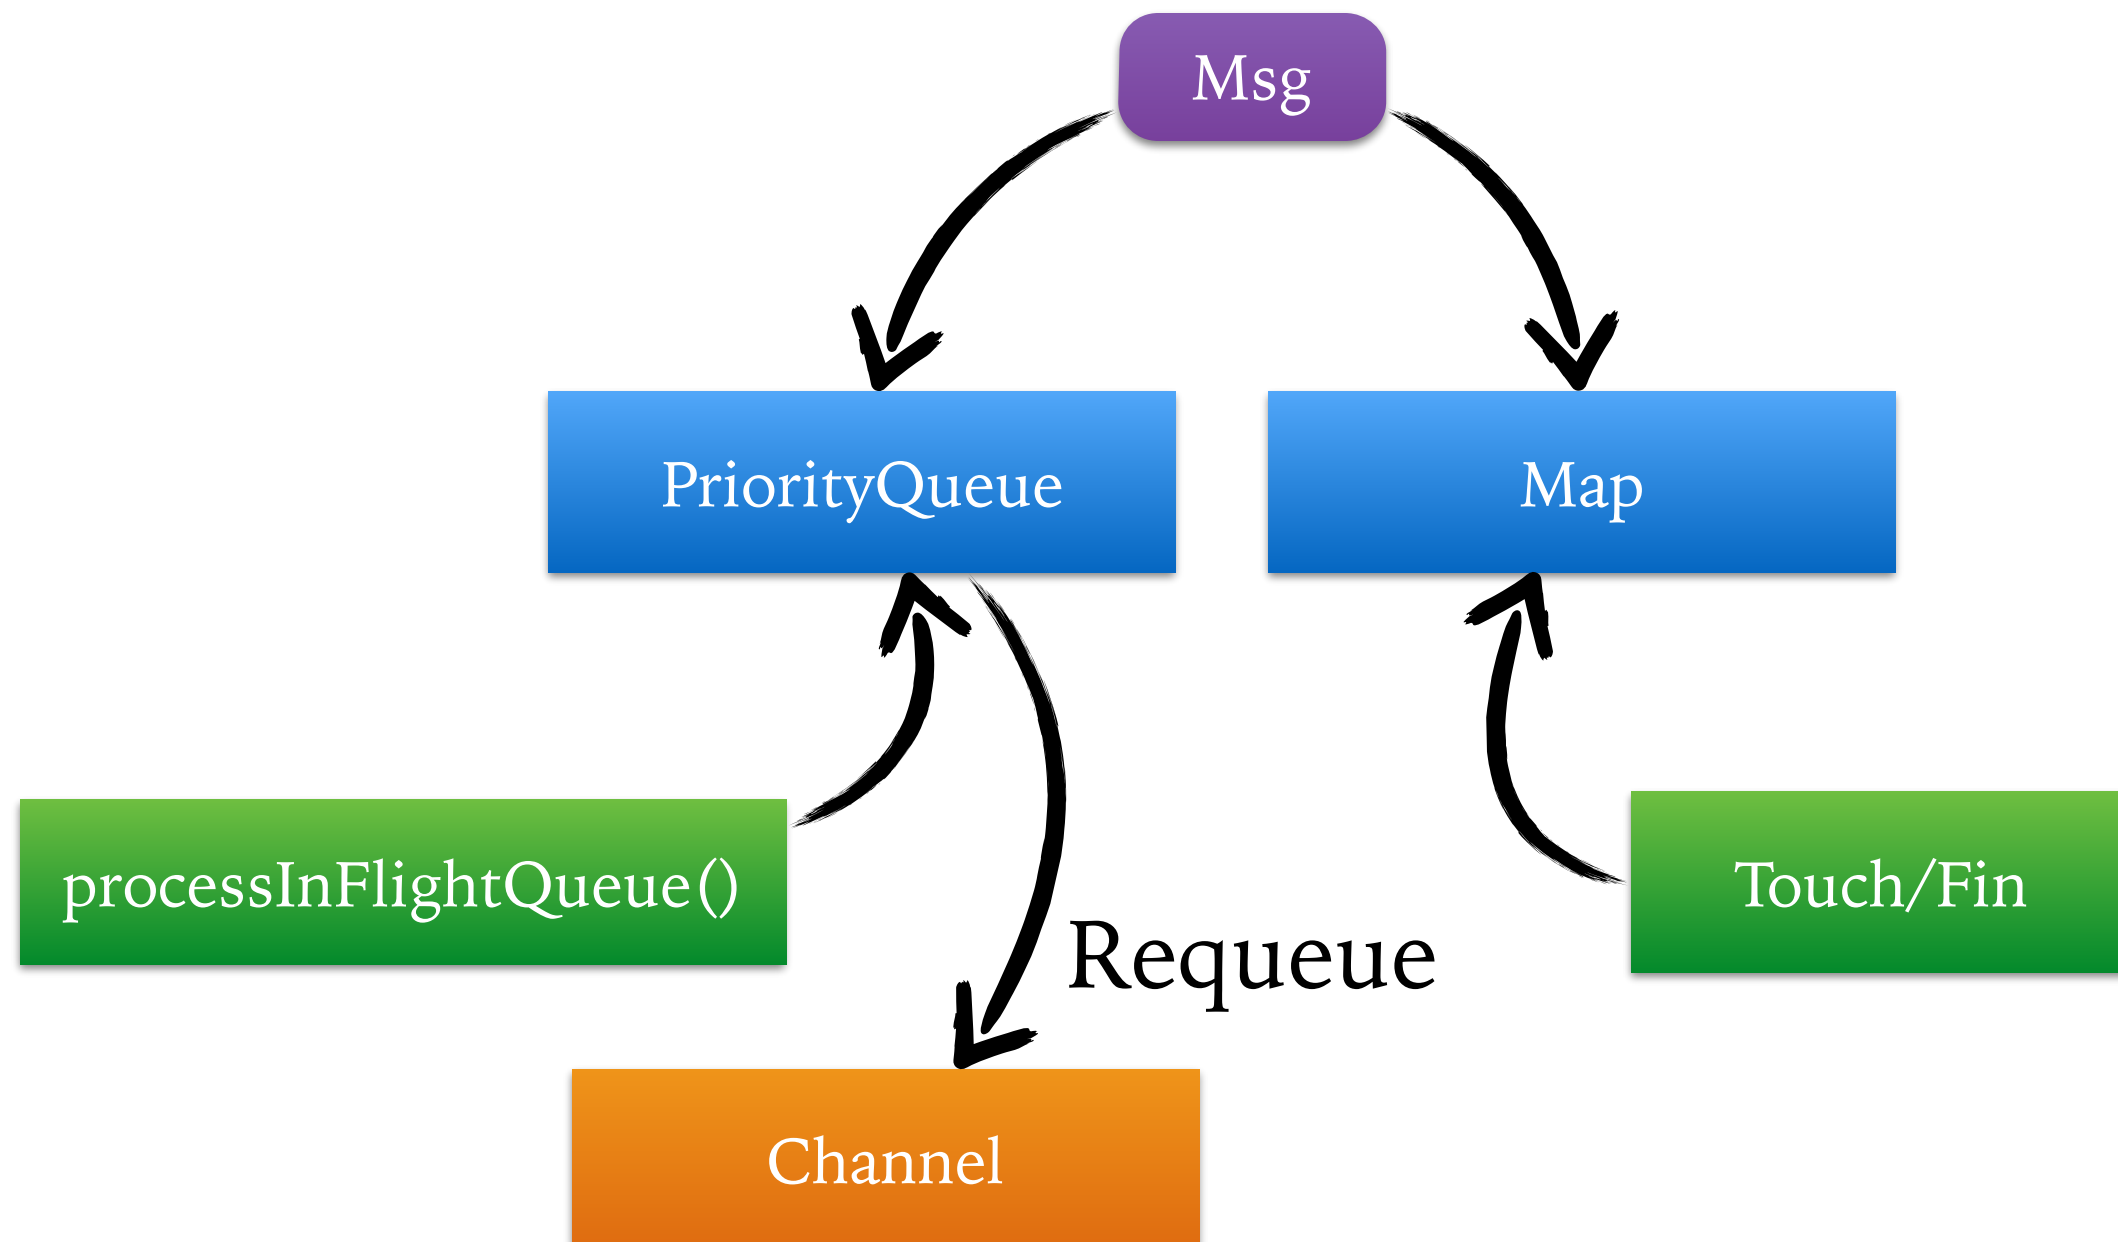 Msg
PriorityQueue
Map
processInFlightQueue()
Touch/Fin
Requeue
Channel